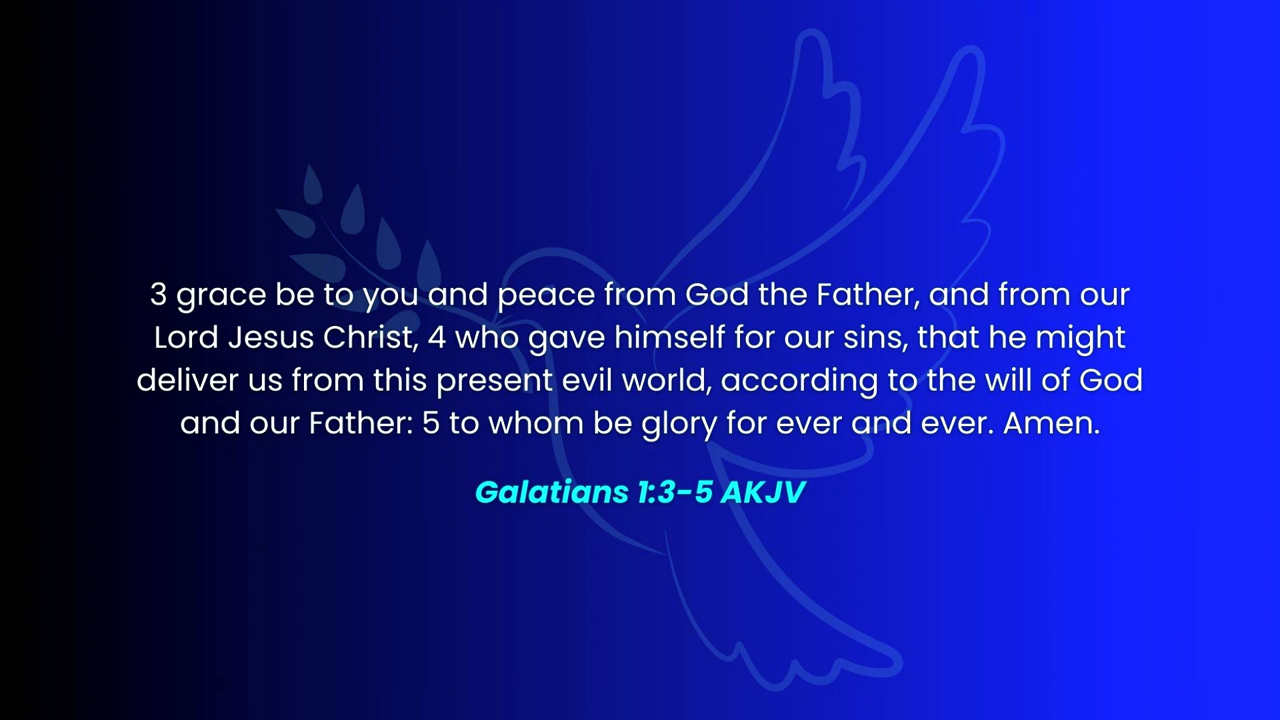 3 grace be to you and peace from God the Father, and from our
Lord Jesus Christ, 4 who gave himself for our sins, that he might
deliver us from this present evil world, according to the will of God
and our Father: 5 to whom be glory for ever and ever. Amen.
Galatians 1:3-5 AKJV